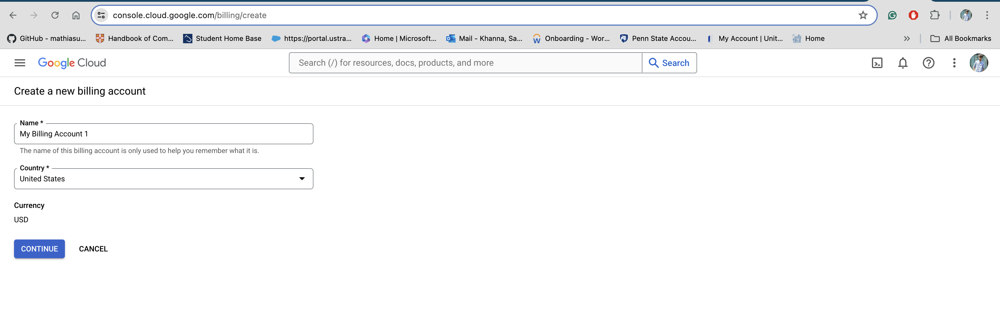 console.cloud.google.com/billing/create
GitHub - mathiasu... Handbook of Com... Student Home Base https://portal.ustra... Home | Microsoft... Mail - Khanna, Sa... Onboarding - Wor... Penn State Accou... My Account | Unit... Home All Bookmarks
Google Cloud Search (/) for resources, docs, products, and more Search
Create a new billing account
Name *
My Billing Account 1
The name of this billing account is only used to help you remember what it is.
Country *
United States
Currency
USD
CONTINUE CANCEL